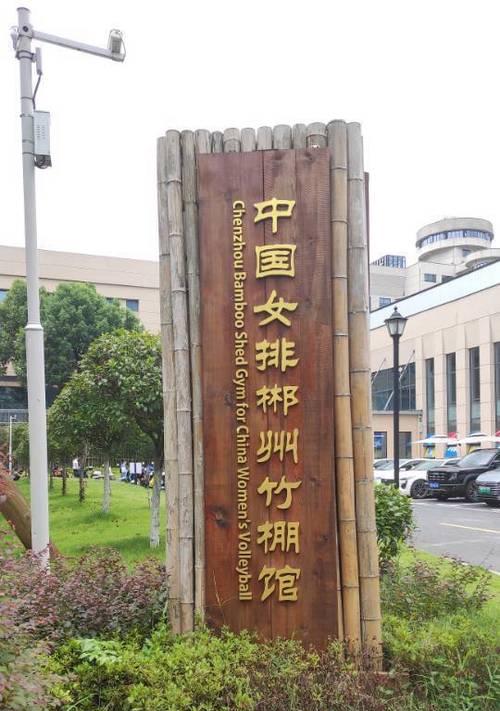 中国女排郴州竹棚馆
Chenzhou Bamboo Shed Gym for China Women's Volleyball